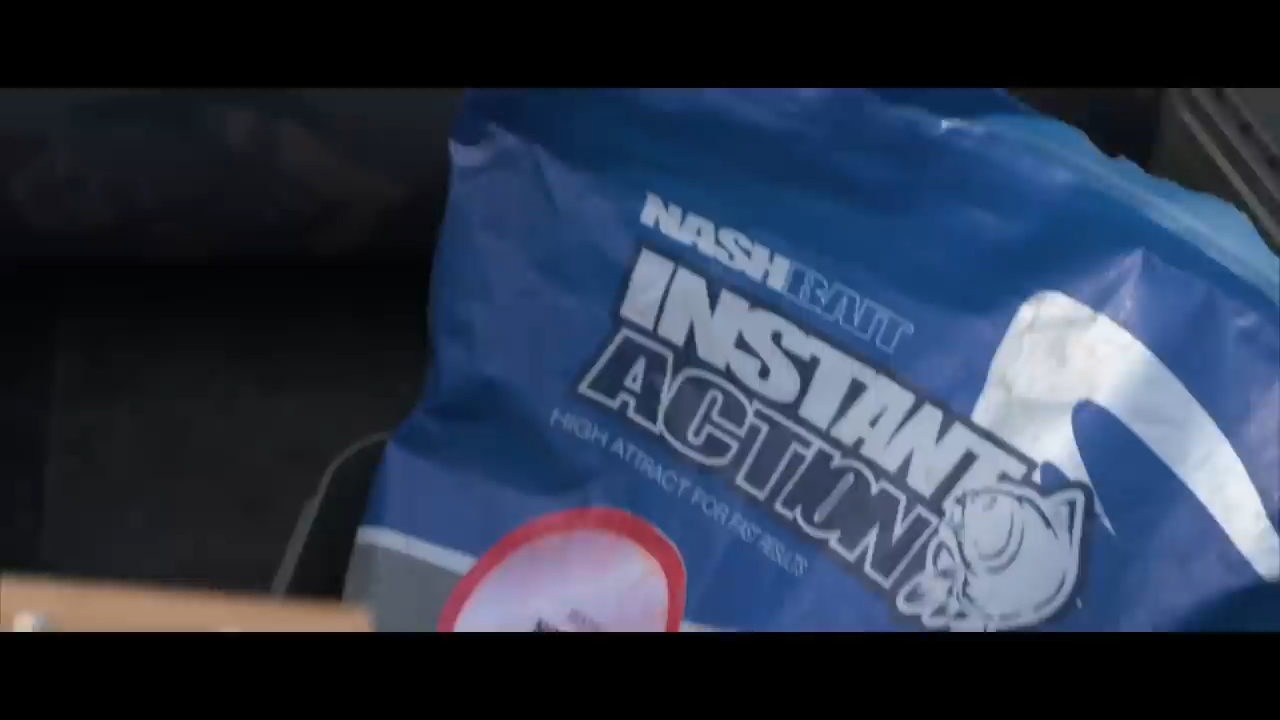 NASHBAIT
INSTANT
ACTION
HIGH ATTRACT FOR FAST RESULTS